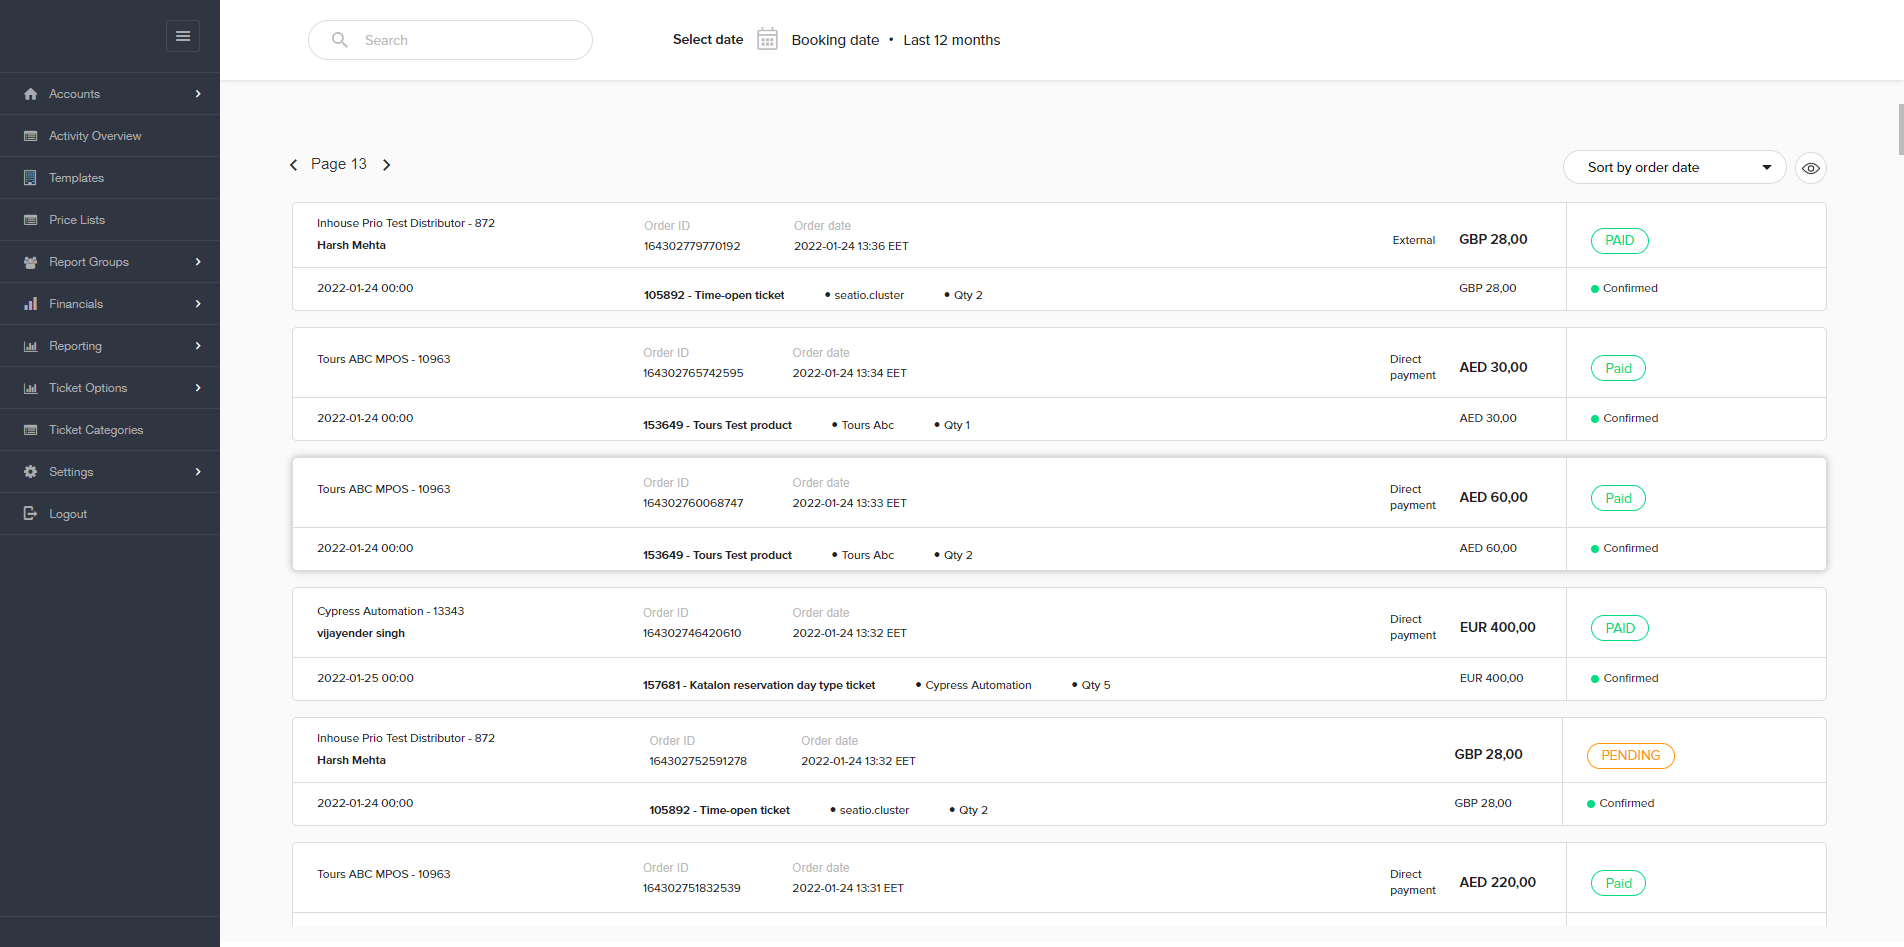 Search
Select date Booking date • Last 12 months
Accounts
Activity Overview
Templates
Price Lists
Report Groups
Financials
Reporting
Ticket Options
Ticket Categories
Settings
Logout
Page 13
Sort by order date
Inhouse Prio Test Distributor - 872
Harsh Mehta
Order ID
164302779770192
Order date
2022-01-24 13:36 EET
External
GBP 28,00
PAID
2022-01-24 00:00
105892 - Time-open ticket • seatio.cluster • Qty 2
GBP 28,00
Confirmed
Tours ABC MPOS - 10963
Order ID
164302765742595
Order date
2022-01-24 13:34 EET
Direct
payment
AED 30,00
Paid
2022-01-24 00:00
153649 - Tours Test product • Tours Abc • Qty 1
AED 30,00
Confirmed
Tours ABC MPOS - 10963
Order ID
164302760068747
Order date
2022-01-24 13:33 EET
Direct
payment
AED 60,00
Paid
2022-01-24 00:00
153649 - Tours Test product • Tours Abc • Qty 2
AED 60,00
Confirmed
Cypress Automation - 13343
vijayender singh
Order ID
164302746420610
Order date
2022-01-24 13:32 EET
Direct
payment
EUR 400,00
PAID
2022-01-25 00:00
157681 - Katalon reservation day type ticket • Cypress Automation • Qty 5
EUR 400,00
Confirmed
Inhouse Prio Test Distributor - 872
Harsh Mehta
Order ID
164302752591278
Order date
2022-01-24 13:32 EET
GBP 28,00
PENDING
2022-01-24 00:00
105892 - Time-open ticket • seatio.cluster • Qty 2
GBP 28,00
Confirmed
Tours ABC MPOS - 10963
Order ID
164302751832539
Order date
2022-01-24 13:31 EET
Direct
payment
AED 220,00
Paid